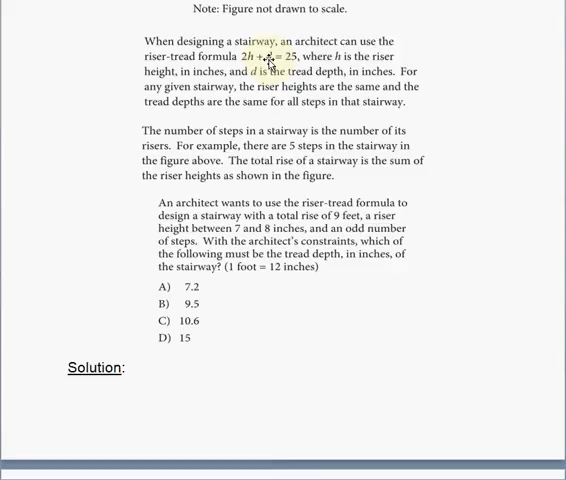 Note: Figure not drawn to scale.
When designing a stairway, an architect can use the
riser-tread formula 2h + = 25, where h is the riser
height, in inches, and d is the tread depth, in inches. For
any given stairway, the riser heights are the same and the
tread depths are the same for all steps in that stairway.
The number of steps in a stairway is the number of its
risers. For example, there are 5 steps in the stairway in
the figure above. The total rise of a stairway is the sum of
the riser heights as shown in the figure.
An architect wants to use the riser-tread formula to
design a stairway with a total rise of 9 feet, a riser
height between 7 and 8 inches, and an odd number
of steps. With the architect's constraints, which of
the following must be the tread depth, in inches, of
the stairway? (1 foot = 12 inches)
A) 7.2
B) 9.5
C) 10.6
D) 15
Solution: